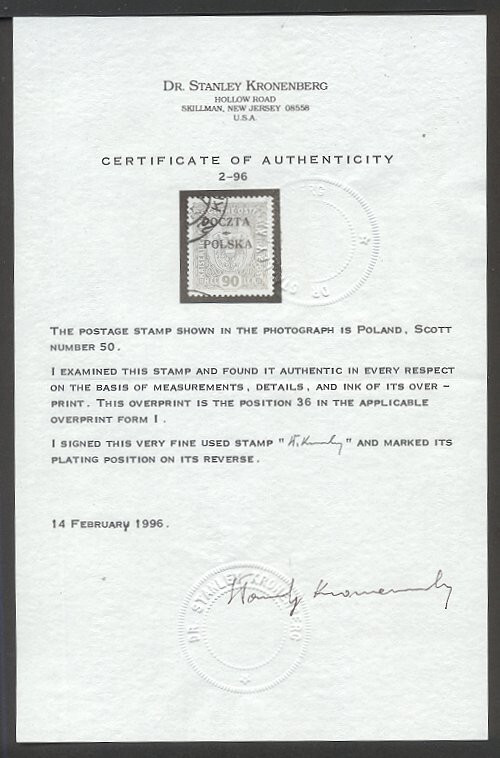 DR. STANLEY KRONENBERG
HOLLOW ROAD
SKILLMAN, NEW JERSEY 08558
U.S.A.
CERTIFICATE OF AUTHENTICITY
2-96
POCZTA
POLSKA
90
THE POSTAGE STAMP SHOWN IN THE PHOTOGRAPH IS POLAND, SCOTT
NUMBER 50.
I EXAMINED THIS STAMP AND FOUND IT AUTHENTIC IN EVERY RESPECT
ON THE BASIS OF MEASUREMENTS, DETAILS, AND INK OF ITS OVER -
PRINT. THIS OVERPRINT IS THE POSITION 36 IN THE APPLICABLE
OVERPRINT FORM I.
I SIGNED THIS VERY FINE USED STAMP " " AND MARKED ITS
PLATING POSITION ON ITS REVERSE.
14 FEBRUARY 1996.
DR STANLEY KRONENBERG